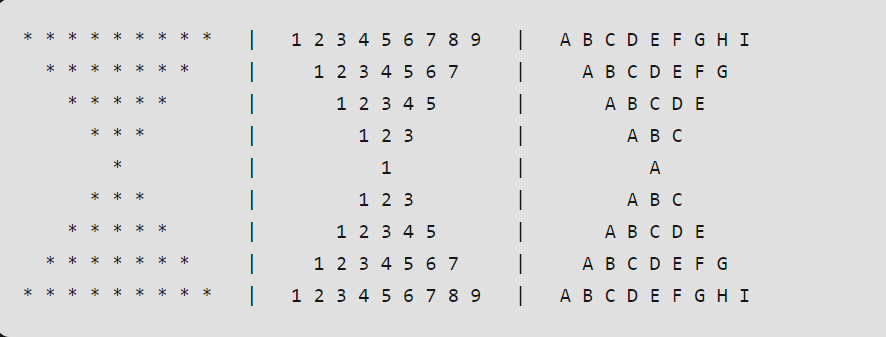 * * * * * * * * *   |   1 2 3 4 5 6 7 8 9   |   A B C D E F G H I
  * * * * * * *     |     1 2 3 4 5 6 7     |     A B C D E F G
    * * * * *       |       1 2 3 4 5       |       A B C D E
      * * *         |         1 2 3         |         A B C
        *           |           1           |           A
      * * *         |         1 2 3         |         A B C
    * * * * *       |       1 2 3 4 5       |       A B C D E
  * * * * * * *     |     1 2 3 4 5 6 7     |     A B C D E F G
* * * * * * * * *   |   1 2 3 4 5 6 7 8 9   |   A B C D E F G H I